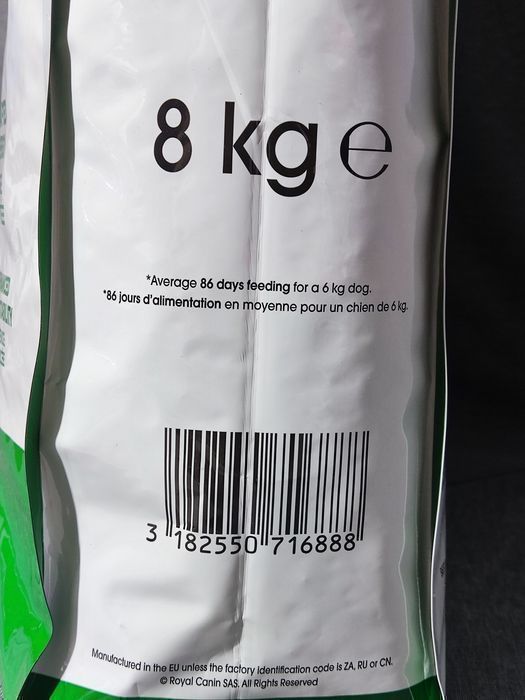 8 kg ℮
*Average 86 days feeding for a 6 kg dog.
*86 jours d'alimentation en moyenne pour un chien de 6 kg.
3 182550 716888
Manufactured in the EU unless the factory identification code is ZA, RU or CN.
© Royal Canin SAS. All Rights Reserved